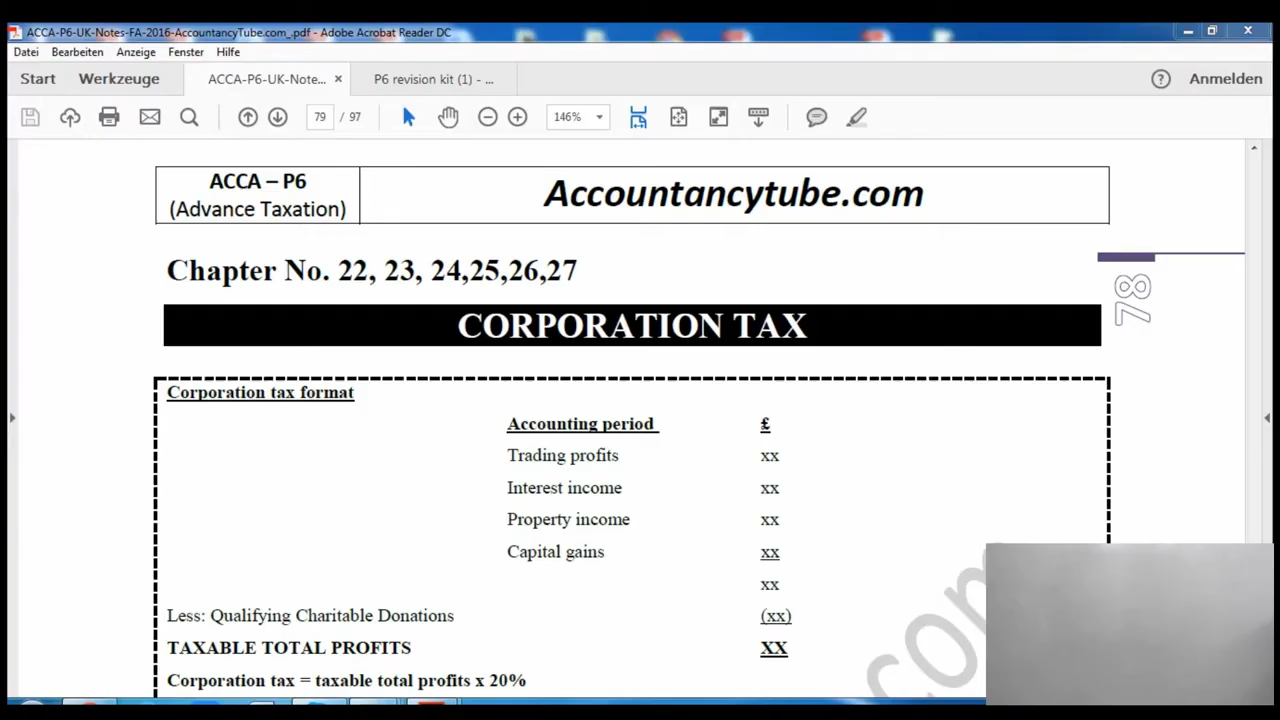 ACCA-P6-UK-Notes-FA-2016-AccountancyTube.com_.pdf - Adobe Acrobat Reader DC
Datei Bearbeiten Anzeige Fenster Hilfe
Start Werkzeuge ACCA-P6-UK-Note... × P6 revision kit (1) - ... ? Anmelden
79 / 97 146%
ACCA – P6
(Advance Taxation)
Accountancytube.com
Chapter No. 22, 23, 24,25,26,27
78
CORPORATION TAX
Corporation tax format
Accounting period £
Trading profits xx
Interest income xx
Property income xx
Capital gains xx
xx
Less: Qualifying Charitable Donations (xx)
TAXABLE TOTAL PROFITS XX
Corporation tax = taxable total profits x 20%
.com